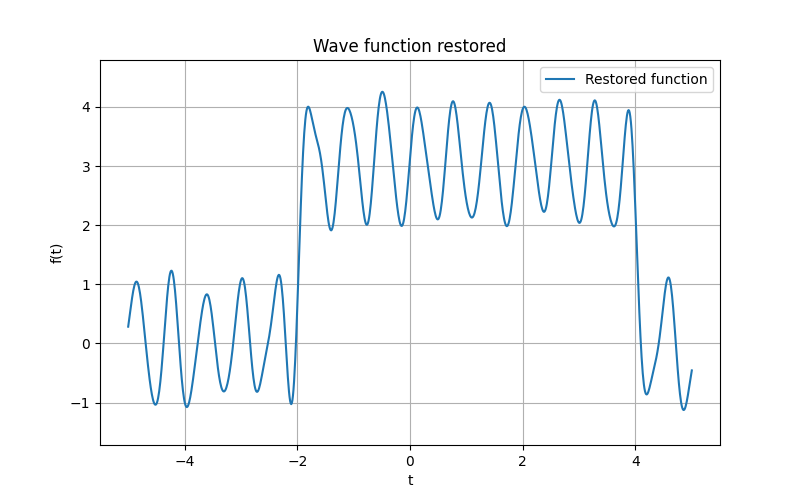 Wave function restored
Restored function
f(t)
4
3
2
1
0
−1
−4
−2
0
2
4
t